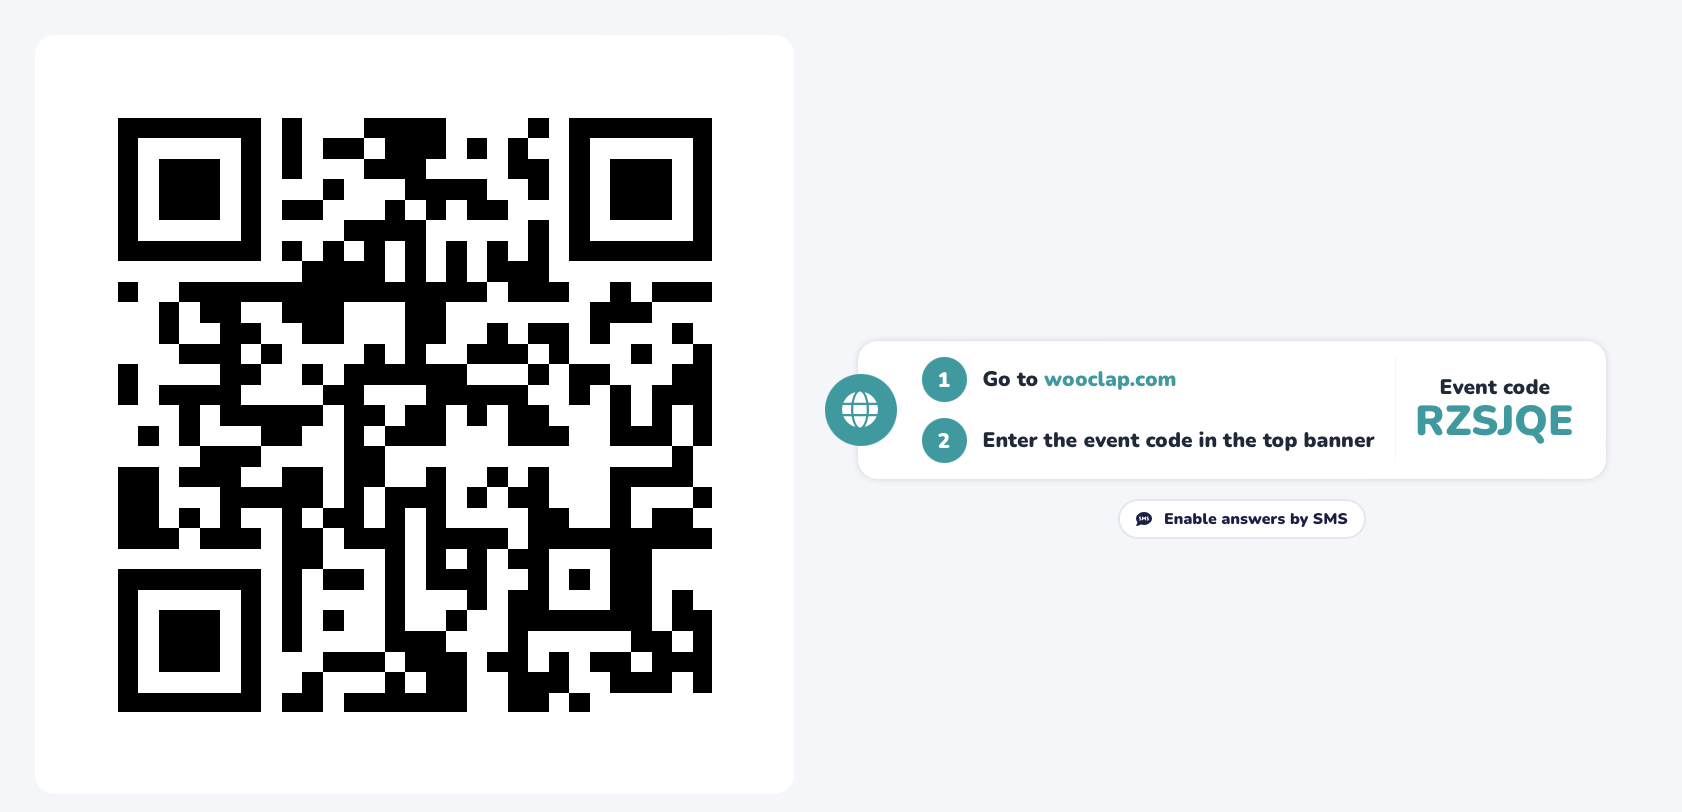 1 Go to wooclap.com
2 Enter the event code in the top banner
Event code
RZSJQE
SMS Enable answers by SMS